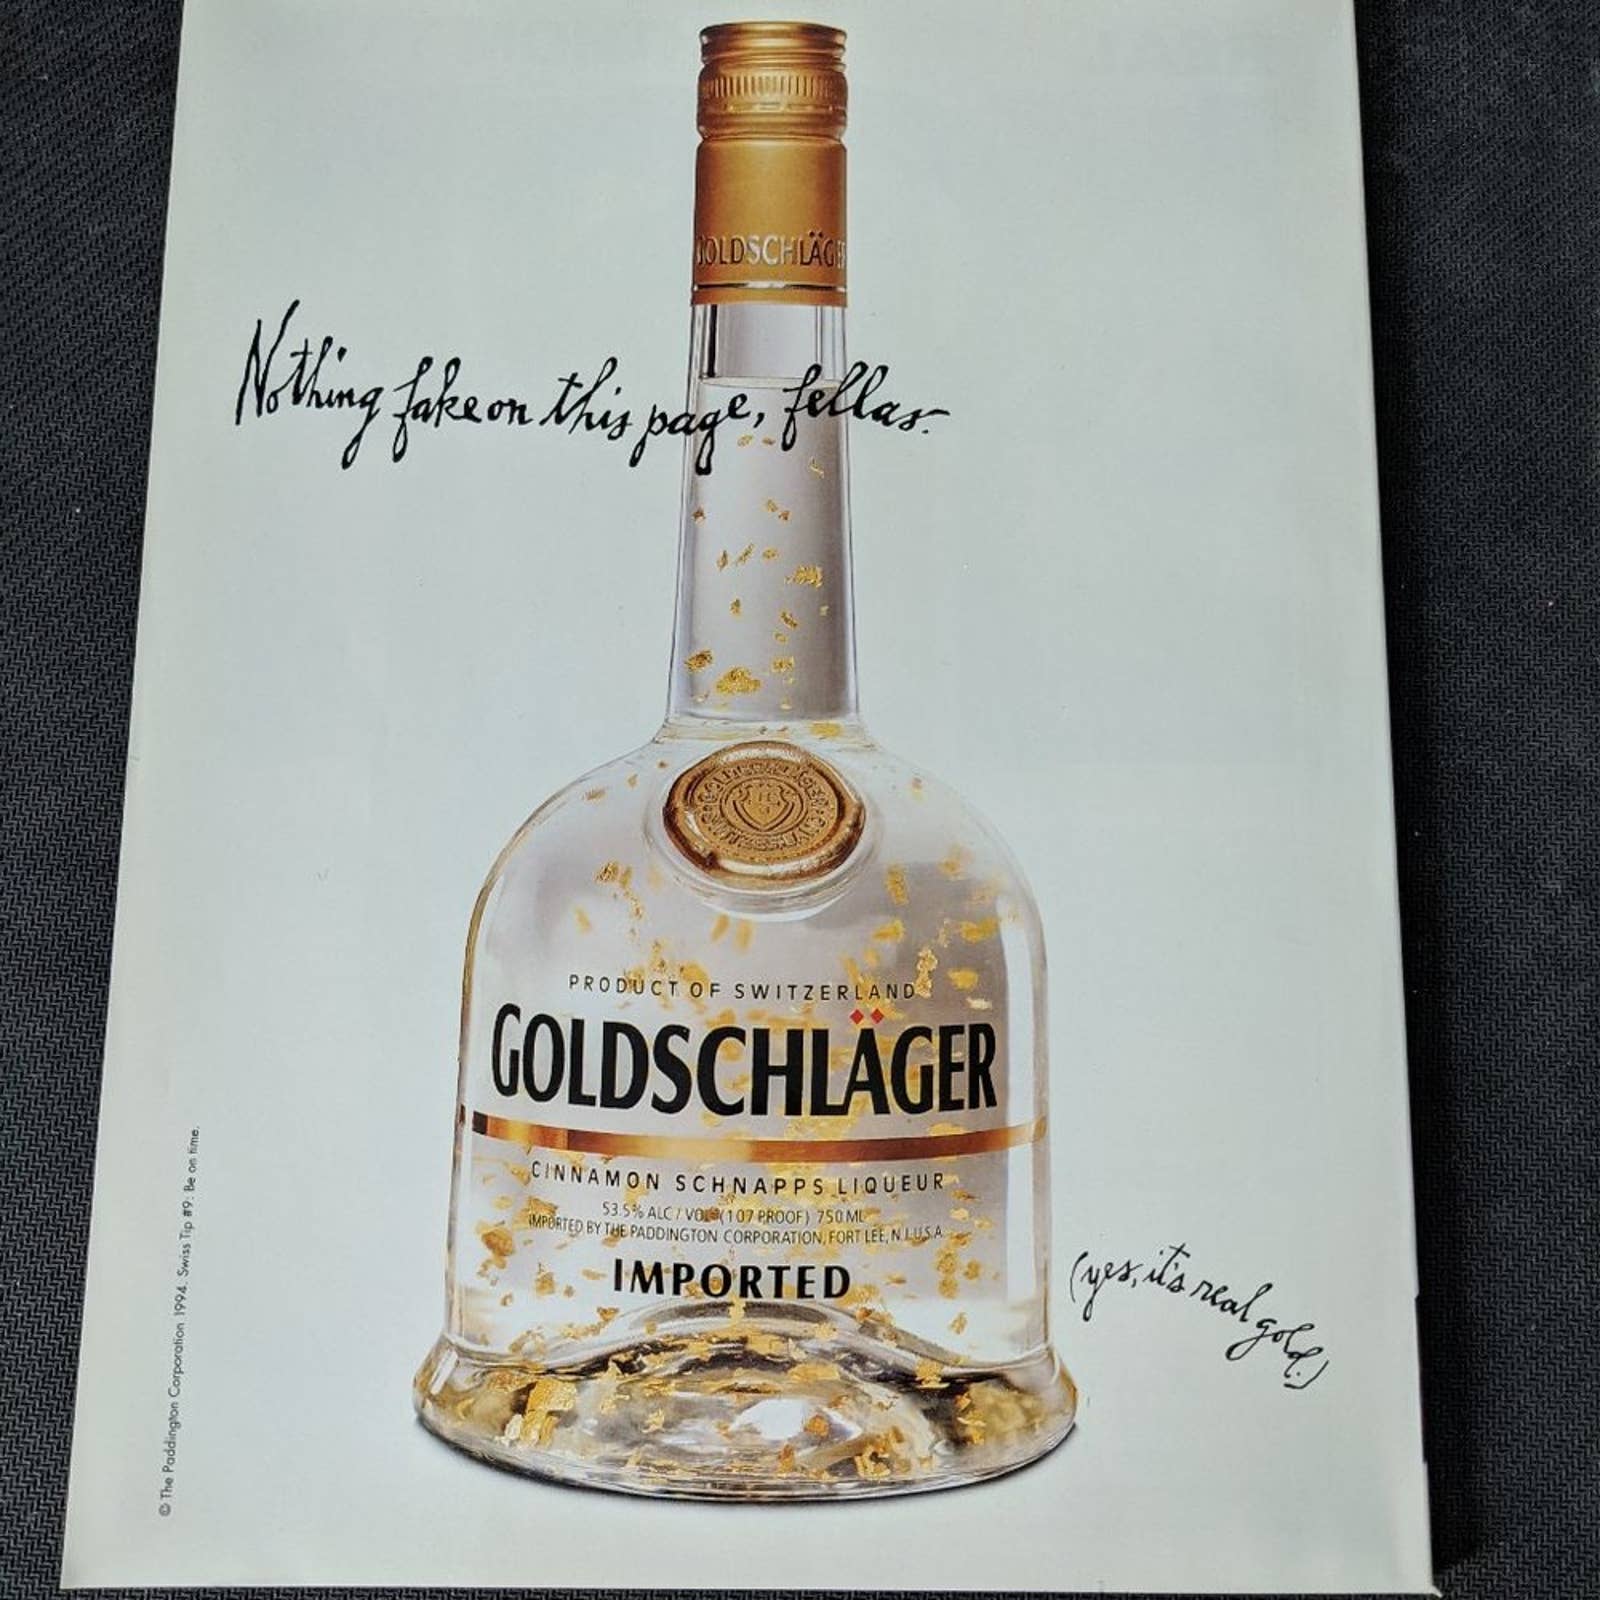 GOLDSCHLÄGER
Nothing fake on this page, fellas.
PRODUCT OF SWITZERLAND
GOLDSCHLÄGER
CINNAMON SCHNAPPS LIQUEUR
53.5% ALC / VOL (107 PROOF) 750 ML
IMPORTED BY THE PADDINGTON CORPORATION, FORT LEE, N.J. U.S.A.
IMPORTED
(yes, it's real gold.)
© The Paddington Corporation 1994. Swiss Tip #9: Be on time.